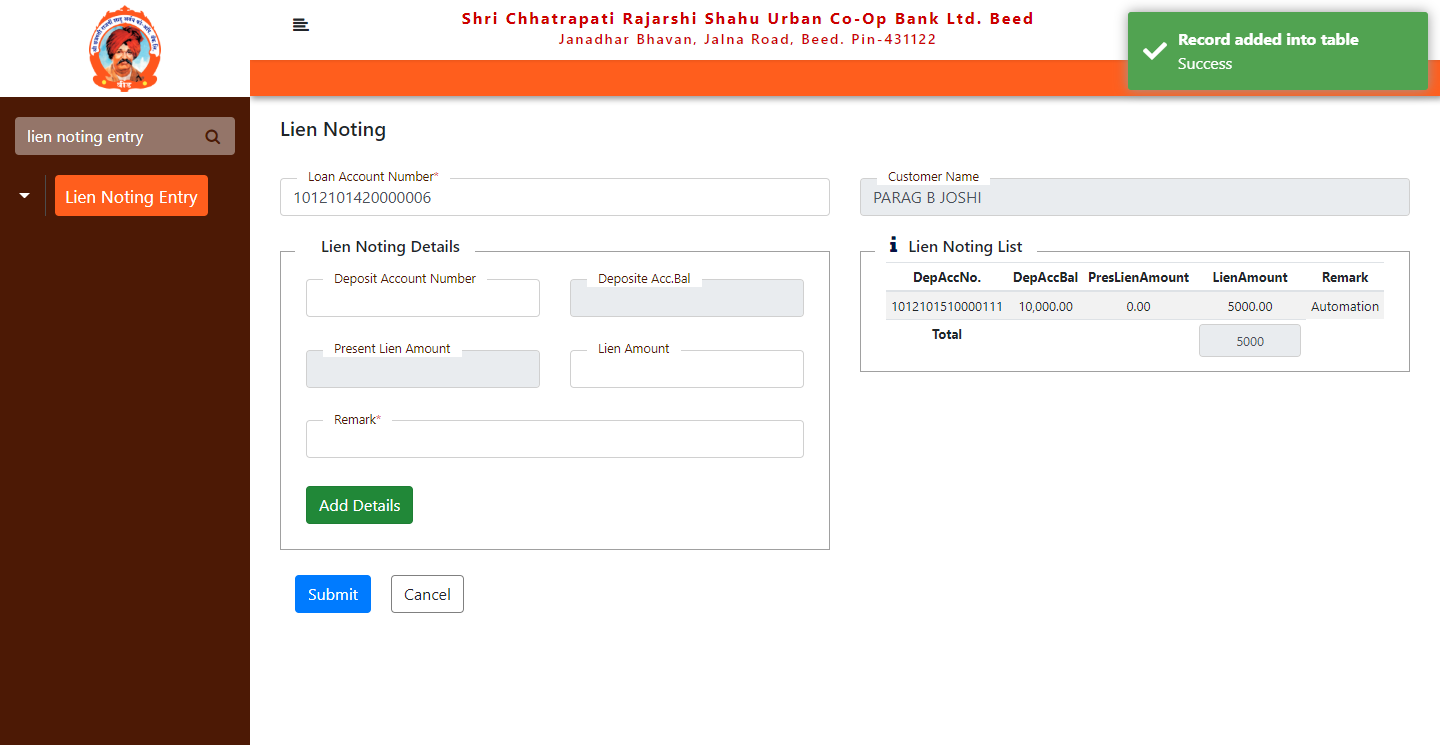 Shri Chhatrapati Rajarshi Shahu Urban Co-Op Bank Ltd. Beed
Janadhar Bhavan, Jalna Road, Beed. Pin-431122
Record added into table
Success
बीड
lien noting entry
Lien Noting Entry
Lien Noting
Loan Account Number*
1012101420000006
Customer Name
PARAG B JOSHI
Lien Noting Details
Deposit Account Number
Deposite Acc.Bal
Present Lien Amount
Lien Amount
Remark*
Add Details
Lien Noting List
DepAccNo. DepAccBal PresLienAmount LienAmount Remark
1012101510000111 10,000.00 0.00 5000.00 Automation
Total 5000
Submit Cancel